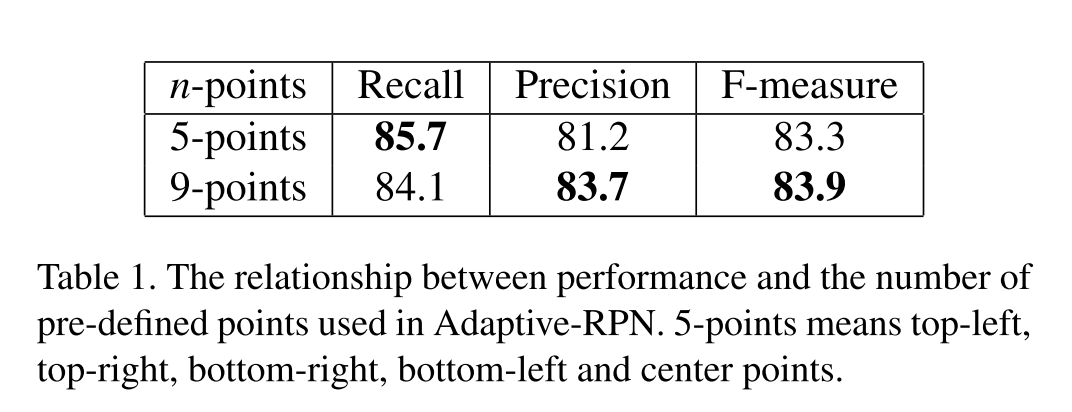 n-points Recall Precision F-measure
5-points 85.7 81.2 83.3
9-points 84.1 83.7 83.9
Table 1. The relationship between performance and the number of
pre-defined points used in Adaptive-RPN. 5-points means top-left,
top-right, bottom-right, bottom-left and center points.